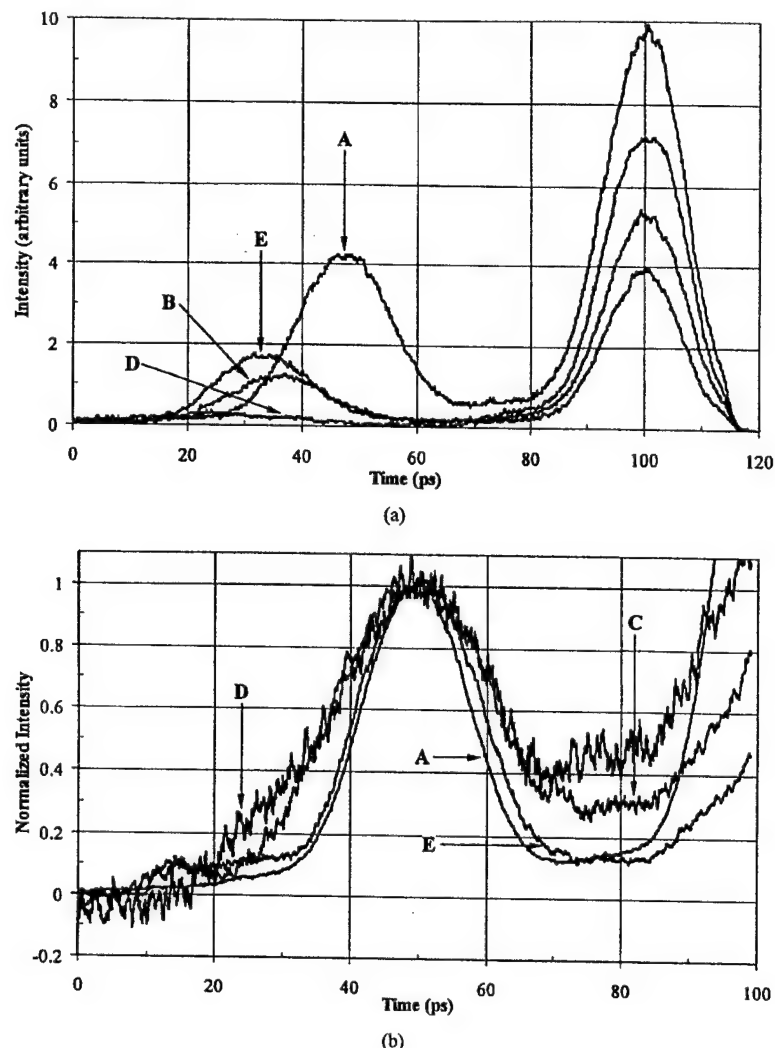 10
8
6
4
2
0
Intensity (arbitrary units)
A
E
B
D
0 20 40 60 80 100 120
Time (ps)
(a)
1
0.8
0.6
0.4
0.2
0
-0.2
Normalized Intensity
D
C
A
E
0 20 40 60 80 100
Time (ps)
(b)